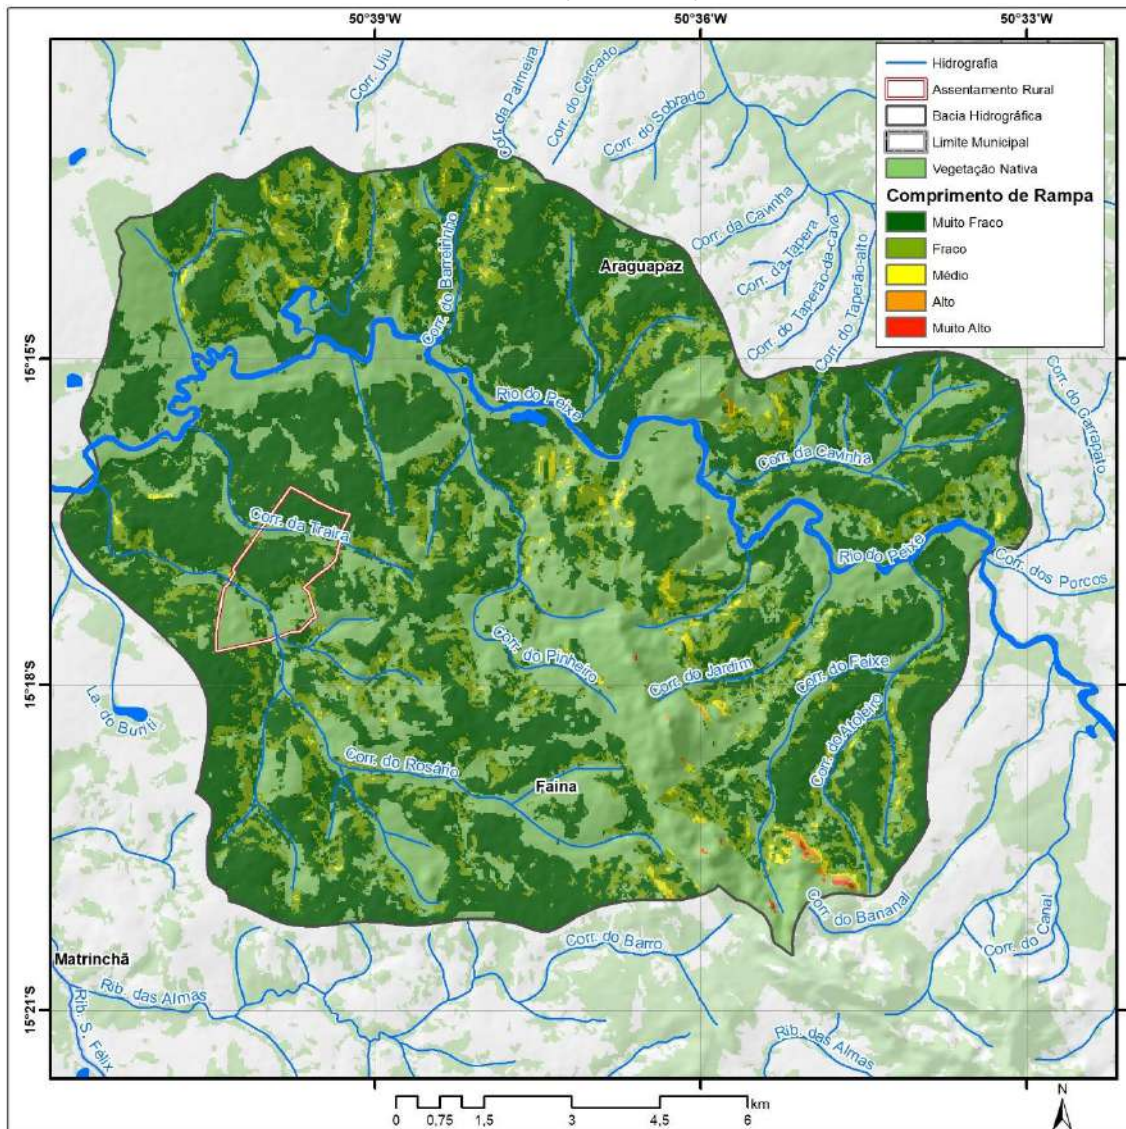 50°39'W
50°36'W
50°33'W
Hidrografia
Assentamento Rural
Bacia Hidrográfica
Limite Municipal
Vegetação Nativa
Comprimento de Rampa
Muito Fraco
Fraco
Médio
Alto
Muito Alto
Corr. Uiu
Corr. da Palmeira
Corr. do Cercado
Corr. do Sobrado
Corr. da Cavinha
Corr. da Tapera
Corr. do Taperão-da-cava
Corr. do Taperão-alto
Corr. do Barreirinho
Araguapaz
15°15'S
Rio do Peixe
Corr. do Carrapato
Corr. da Cavinha
Corr. da Traíra
Rio do Peixe
Corr. dos Porcos
Corr. do Pinheiro
Corr. do Jardim
Corr. do Feixe
15°18'S
La. do Buriti
Corr. do Atoleiro
Corr. do Rosário
Faina
Corr. do Bananal
Corr. do Canal
Corr. do Barro
Matrinchã
Rib. das Almas
15°21'S
Rib. S. Félix
Rib. das Almas
km
0 0,75 1,5 3 4,5 6
N